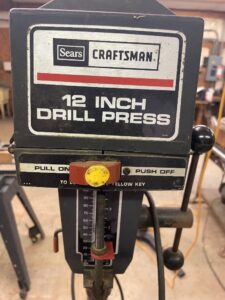 Sears CRAFTSMAN
12 INCH
DRILL PRESS
PULL ON PUSH OFF
YELLOW KEY